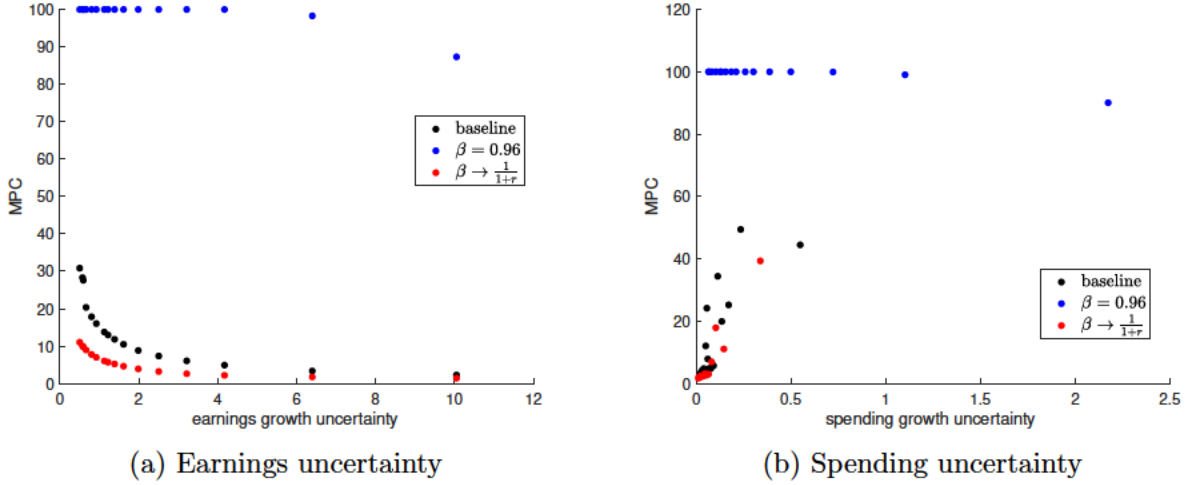 100
90
80
70
60
50
40
30
20
10
0
MPC
0 2 4 6 8 10 12
earnings growth uncertainty
baseline
β = 0.96
β → 1/(1+r)
(a) Earnings uncertainty
120
100
80
60
40
20
0
MPC
0 0.5 1 1.5 2 2.5
spending growth uncertainty
baseline
β = 0.96
β → 1/(1+r)
(b) Spending uncertainty